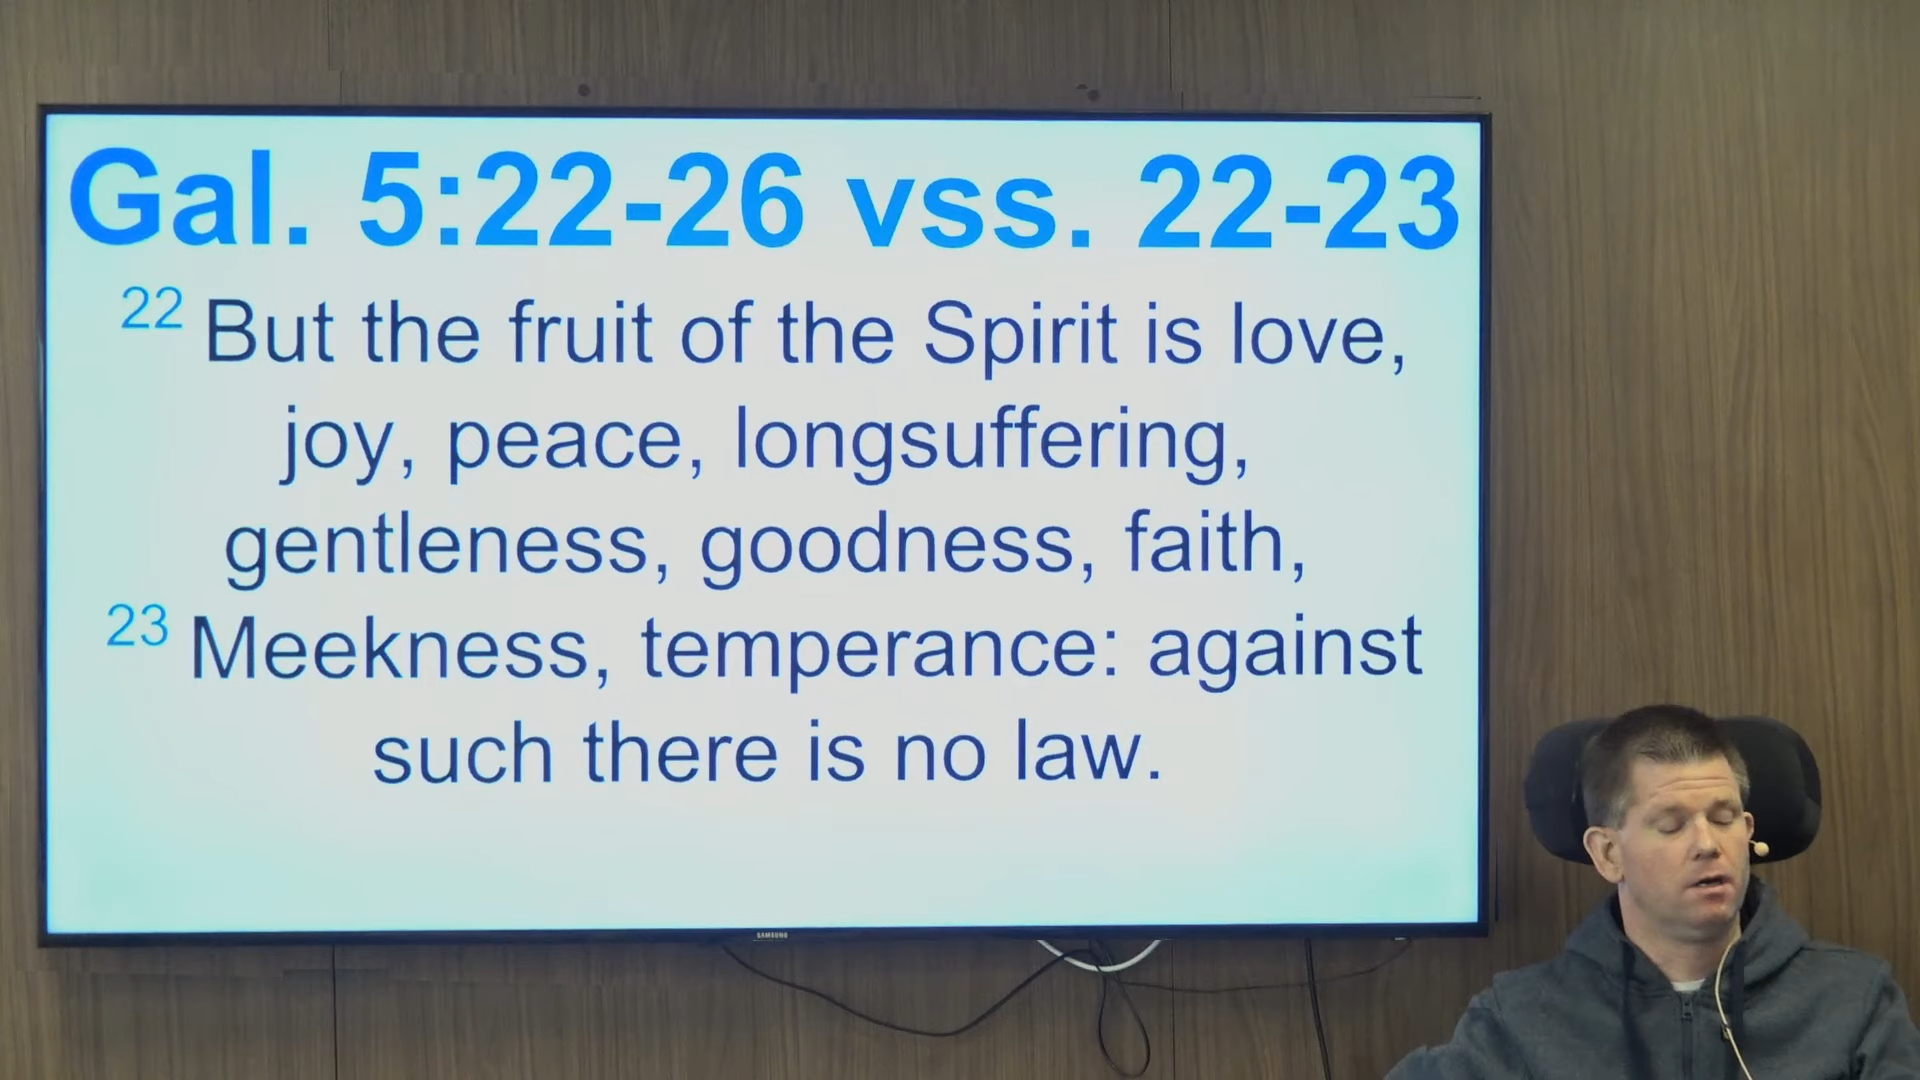 Gal. 5:22-26 vss. 22-23
22 But the fruit of the Spirit is love,
joy, peace, longsuffering,
gentleness, goodness, faith,
23 Meekness, temperance: against
such there is no law.
SAMSUNG